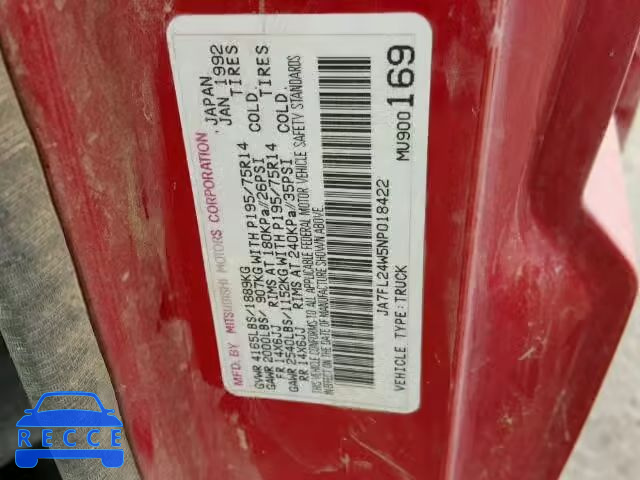 MFD. BY MITSUBISHI MOTORS CORPORATION JAPAN
JAN 1992
GVWR 4165LBS/1889KG
GAWR 2000LBS/ 907KG WITH P195/75R14 TIRES
FR 14X6JJ RIMS AT 180KPa/26PSI COLD.
GAWR 2540LBS/1152KG WITH P195/75R14 TIRES
RR 14X6JJ RIMS AT 240KPa/35PSI COLD.
THIS VEHICLE CONFORMS TO ALL APPLICABLE FEDERAL MOTOR VEHICLE SAFETY STANDARDS
IN EFFECT ON THE DATE OF MANUFACTURE SHOWN ABOVE.
JA7FL24W5NP018422
VEHICLE TYPE:TRUCK
MU900169
RECCE